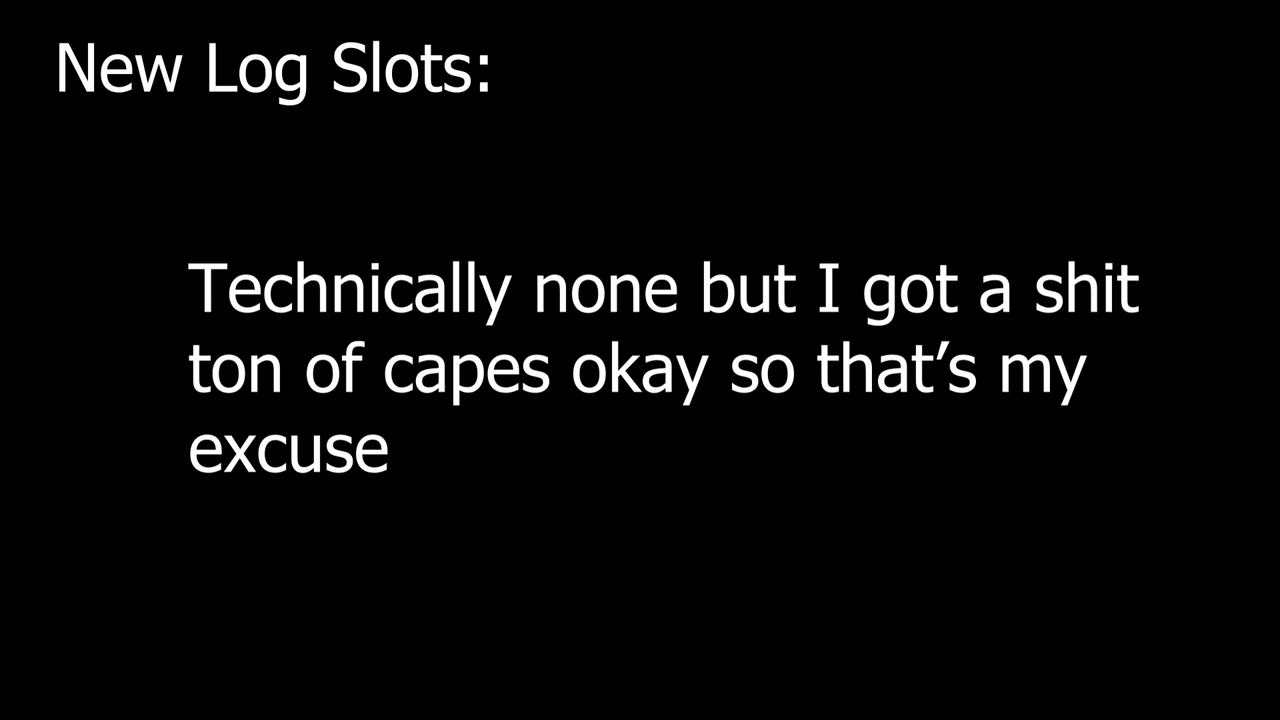 New Log Slots:
Technically none but I got a shit
ton of capes okay so that’s my
excuse